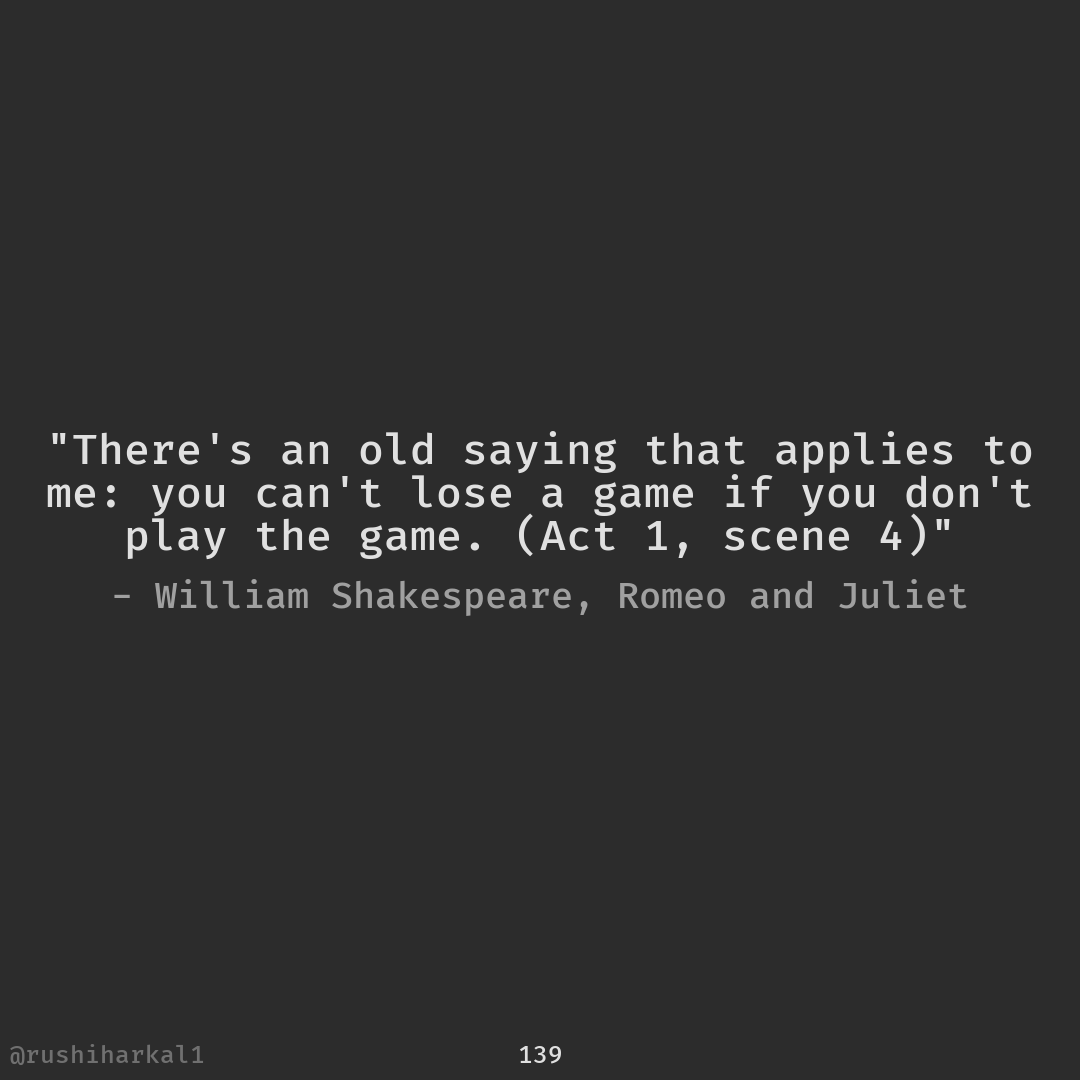 "There's an old saying that applies to
me: you can't lose a game if you don't
play the game. (Act 1, scene 4)"
– William Shakespeare, Romeo and Juliet
@rushiharkal1
139